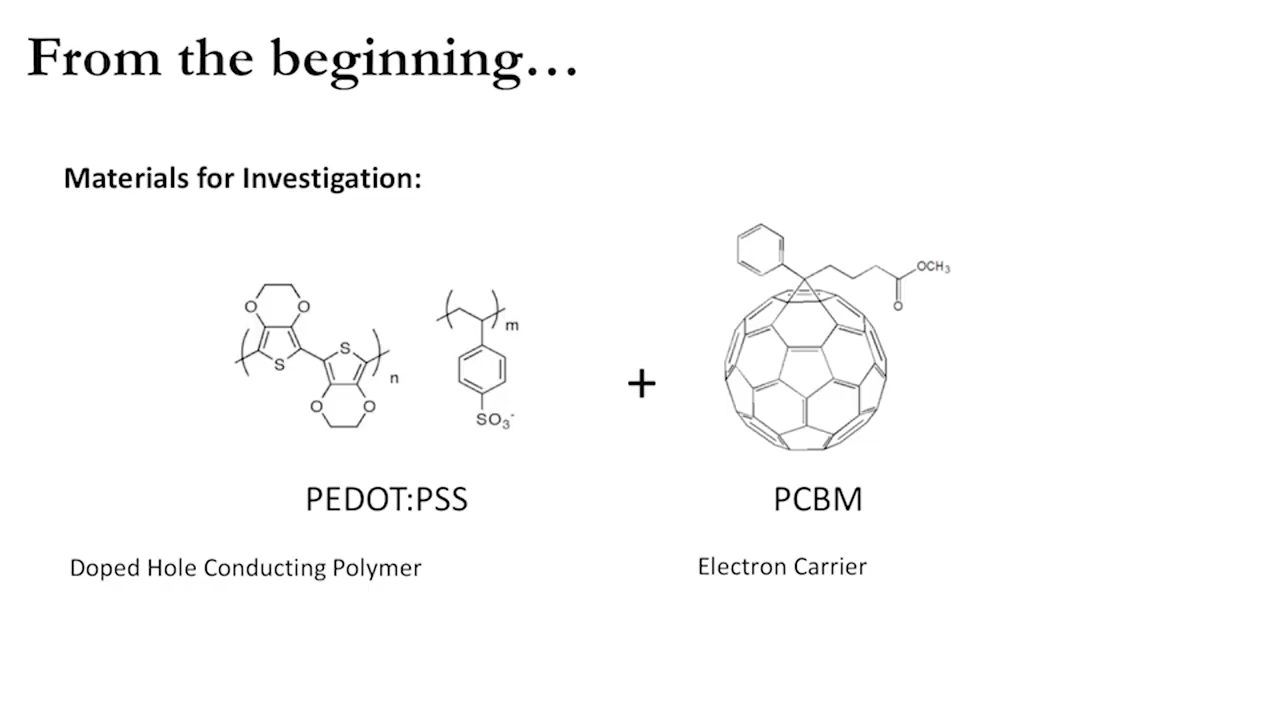 From the beginning...
Materials for Investigation:
OCH3
O
O O
S
S
n
O O
m
SO3-
+
PEDOT:PSS
PCBM
Doped Hole Conducting Polymer
Electron Carrier